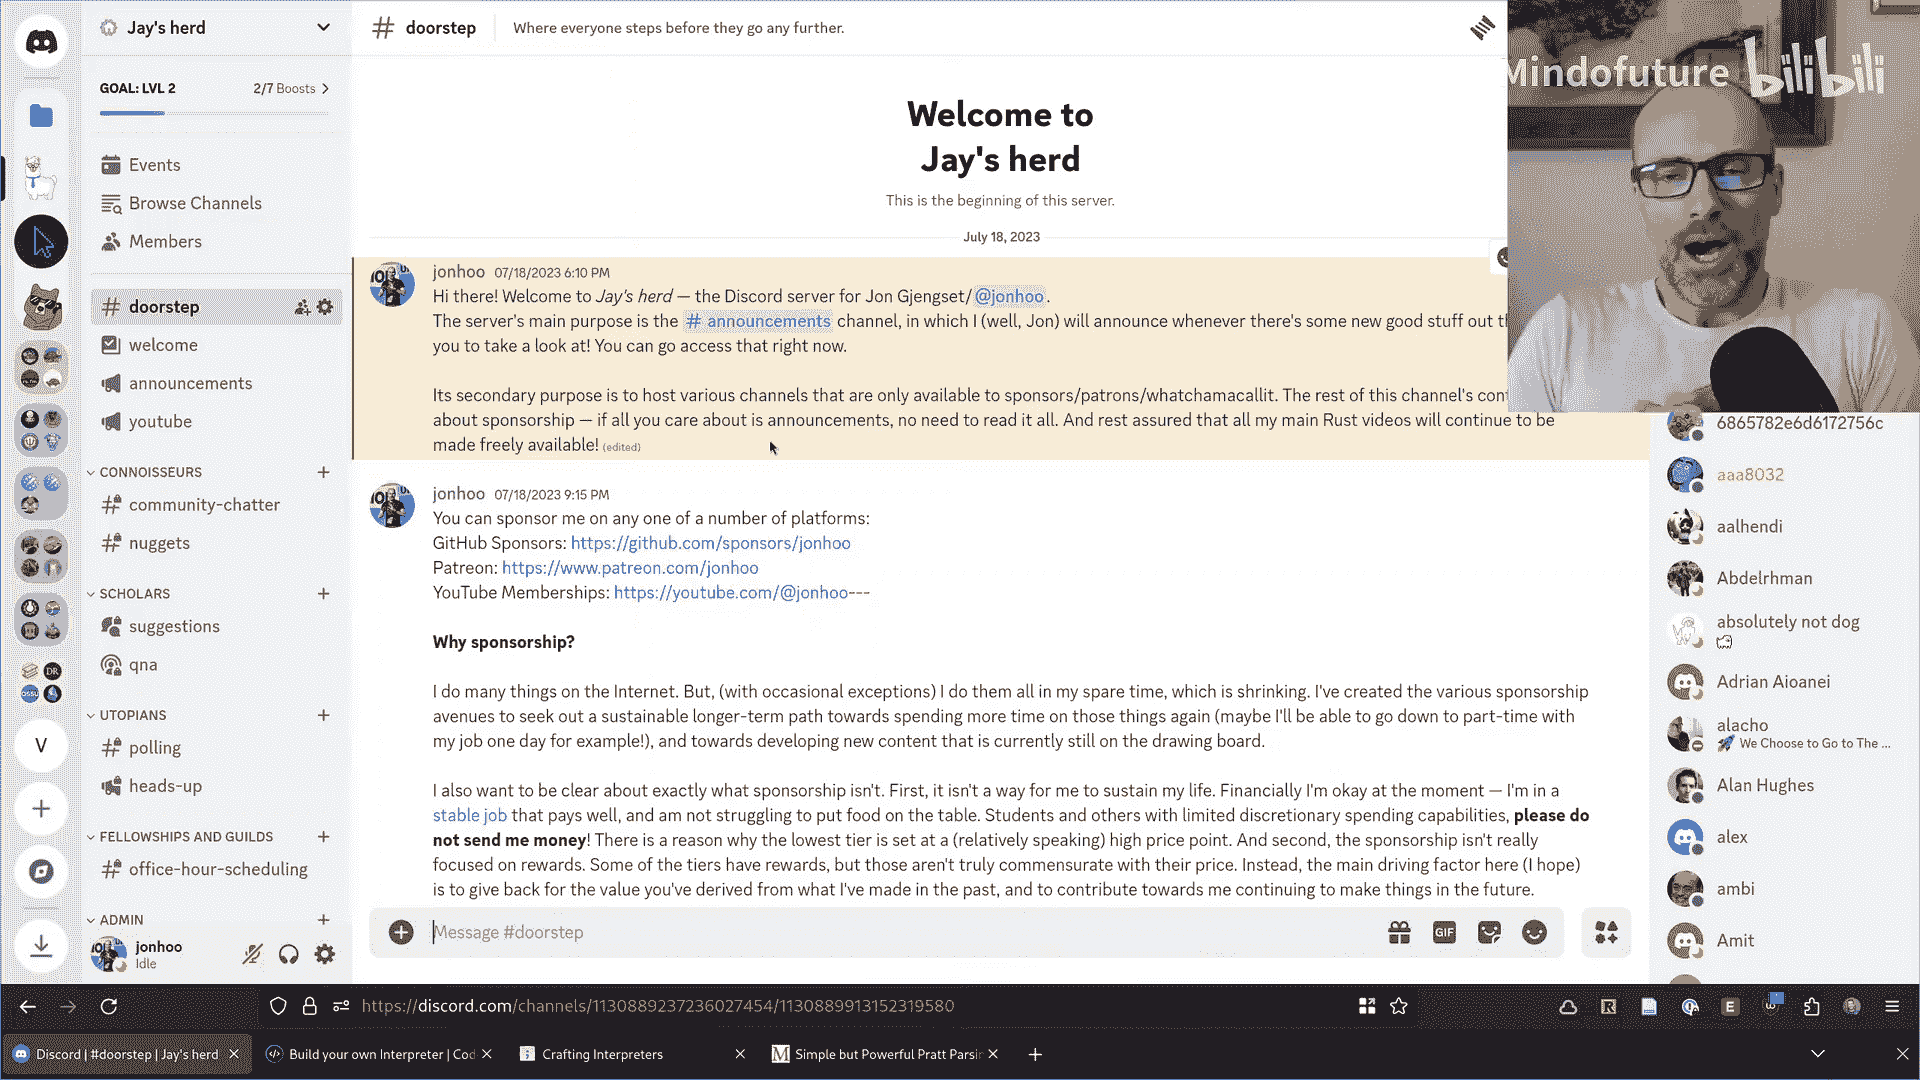 Jay's herd
GOAL: LVL 2
2/7 Boosts
Events
Browse Channels
Members
doorstep
welcome
announcements
youtube
CONNOISSEURS
community-chatter
nuggets
SCHOLARS
suggestions
qna
UTOPIANS
polling
heads-up
FELLOWSHIPS AND GUILDS
office-hour-scheduling
ADMIN
jonhoo
Idle
DR
OSSU
V
# doorstep
Where everyone steps before they go any further.
Welcome to
Jay's herd
This is the beginning of this server.
July 18, 2023
jonhoo 07/18/2023 6:10 PM
Hi there! Welcome to Jay's herd — the Discord server for Jon Gjengset/@jonhoo.
The server's main purpose is the # announcements channel, in which I (well, Jon) will announce whenever there's some new good stuff out
you to take a look at! You can go access that right now.
Its secondary purpose is to host various channels that are only available to sponsors/patrons/whatchamacallit. The rest of this channel's
about sponsorship — if all you care about is announcements, no need to read it all. And rest assured that all my main Rust videos will continue to be
made freely available! (edited)
jonhoo 07/18/2023 9:15 PM
You can sponsor me on any one of a number of platforms:
GitHub Sponsors: https://github.com/sponsors/jonhoo
Patreon: https://www.patreon.com/jonhoo
YouTube Memberships: https://youtube.com/@jonhoo---
Why sponsorship?
I do many things on the Internet. But, (with occasional exceptions) I do them all in my spare time, which is shrinking. I've created the various sponsorship
avenues to seek out a sustainable longer-term path towards spending more time on those things again (maybe I'll be able to go down to part-time with
my job one day for example!), and towards developing new content that is currently still on the drawing board.
I also want to be clear about exactly what sponsorship isn't. First, it isn't a way for me to sustain my life. Financially I'm okay at the moment — I'm in a
stable job that pays well, and am not struggling to put food on the table. Students and others with limited discretionary spending capabilities, please do
not send me money! There is a reason why the lowest tier is set at a (relatively speaking) high price point. And second, the sponsorship isn't really
focused on rewards. Some of the tiers have rewards, but those aren't truly commensurate with their price. Instead, the main driving factor here (I hope)
is to give back for the value you've derived from what I've made in the past, and to contribute towards me continuing to make things in the future.
Message #doorstep
GIF
Mindofuture bilibili
6865782e6d6172756c
aaa8032
aalhendi
Abdelrhman
absolutely not dog
Adrian Aioanei
alacho
We Choose to Go to The ...
Alan Hughes
alex
ambi
Amit
https://discord.com/channels/1130889237236027454/1130889913152319580
Discord | #doorstep | Jay's herd
Build your own Interpreter | Cod
Crafting Interpreters
Simple but Powerful Pratt Parsin